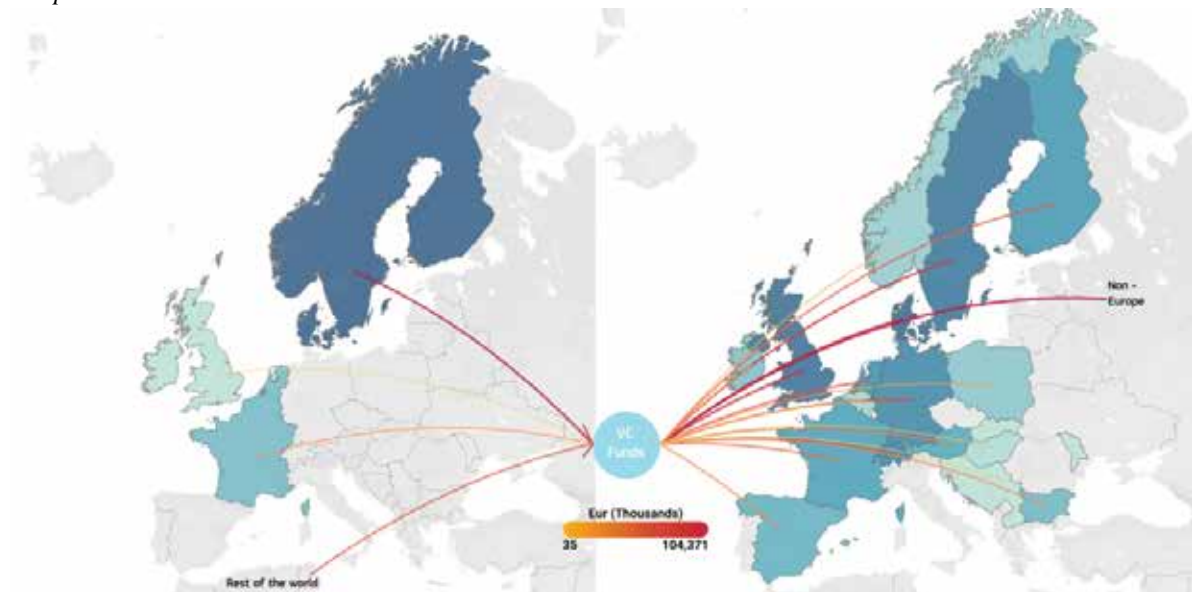 Non -
Europe
VC
Funds
Eur (Thousands)
35 104,371
Rest of the world